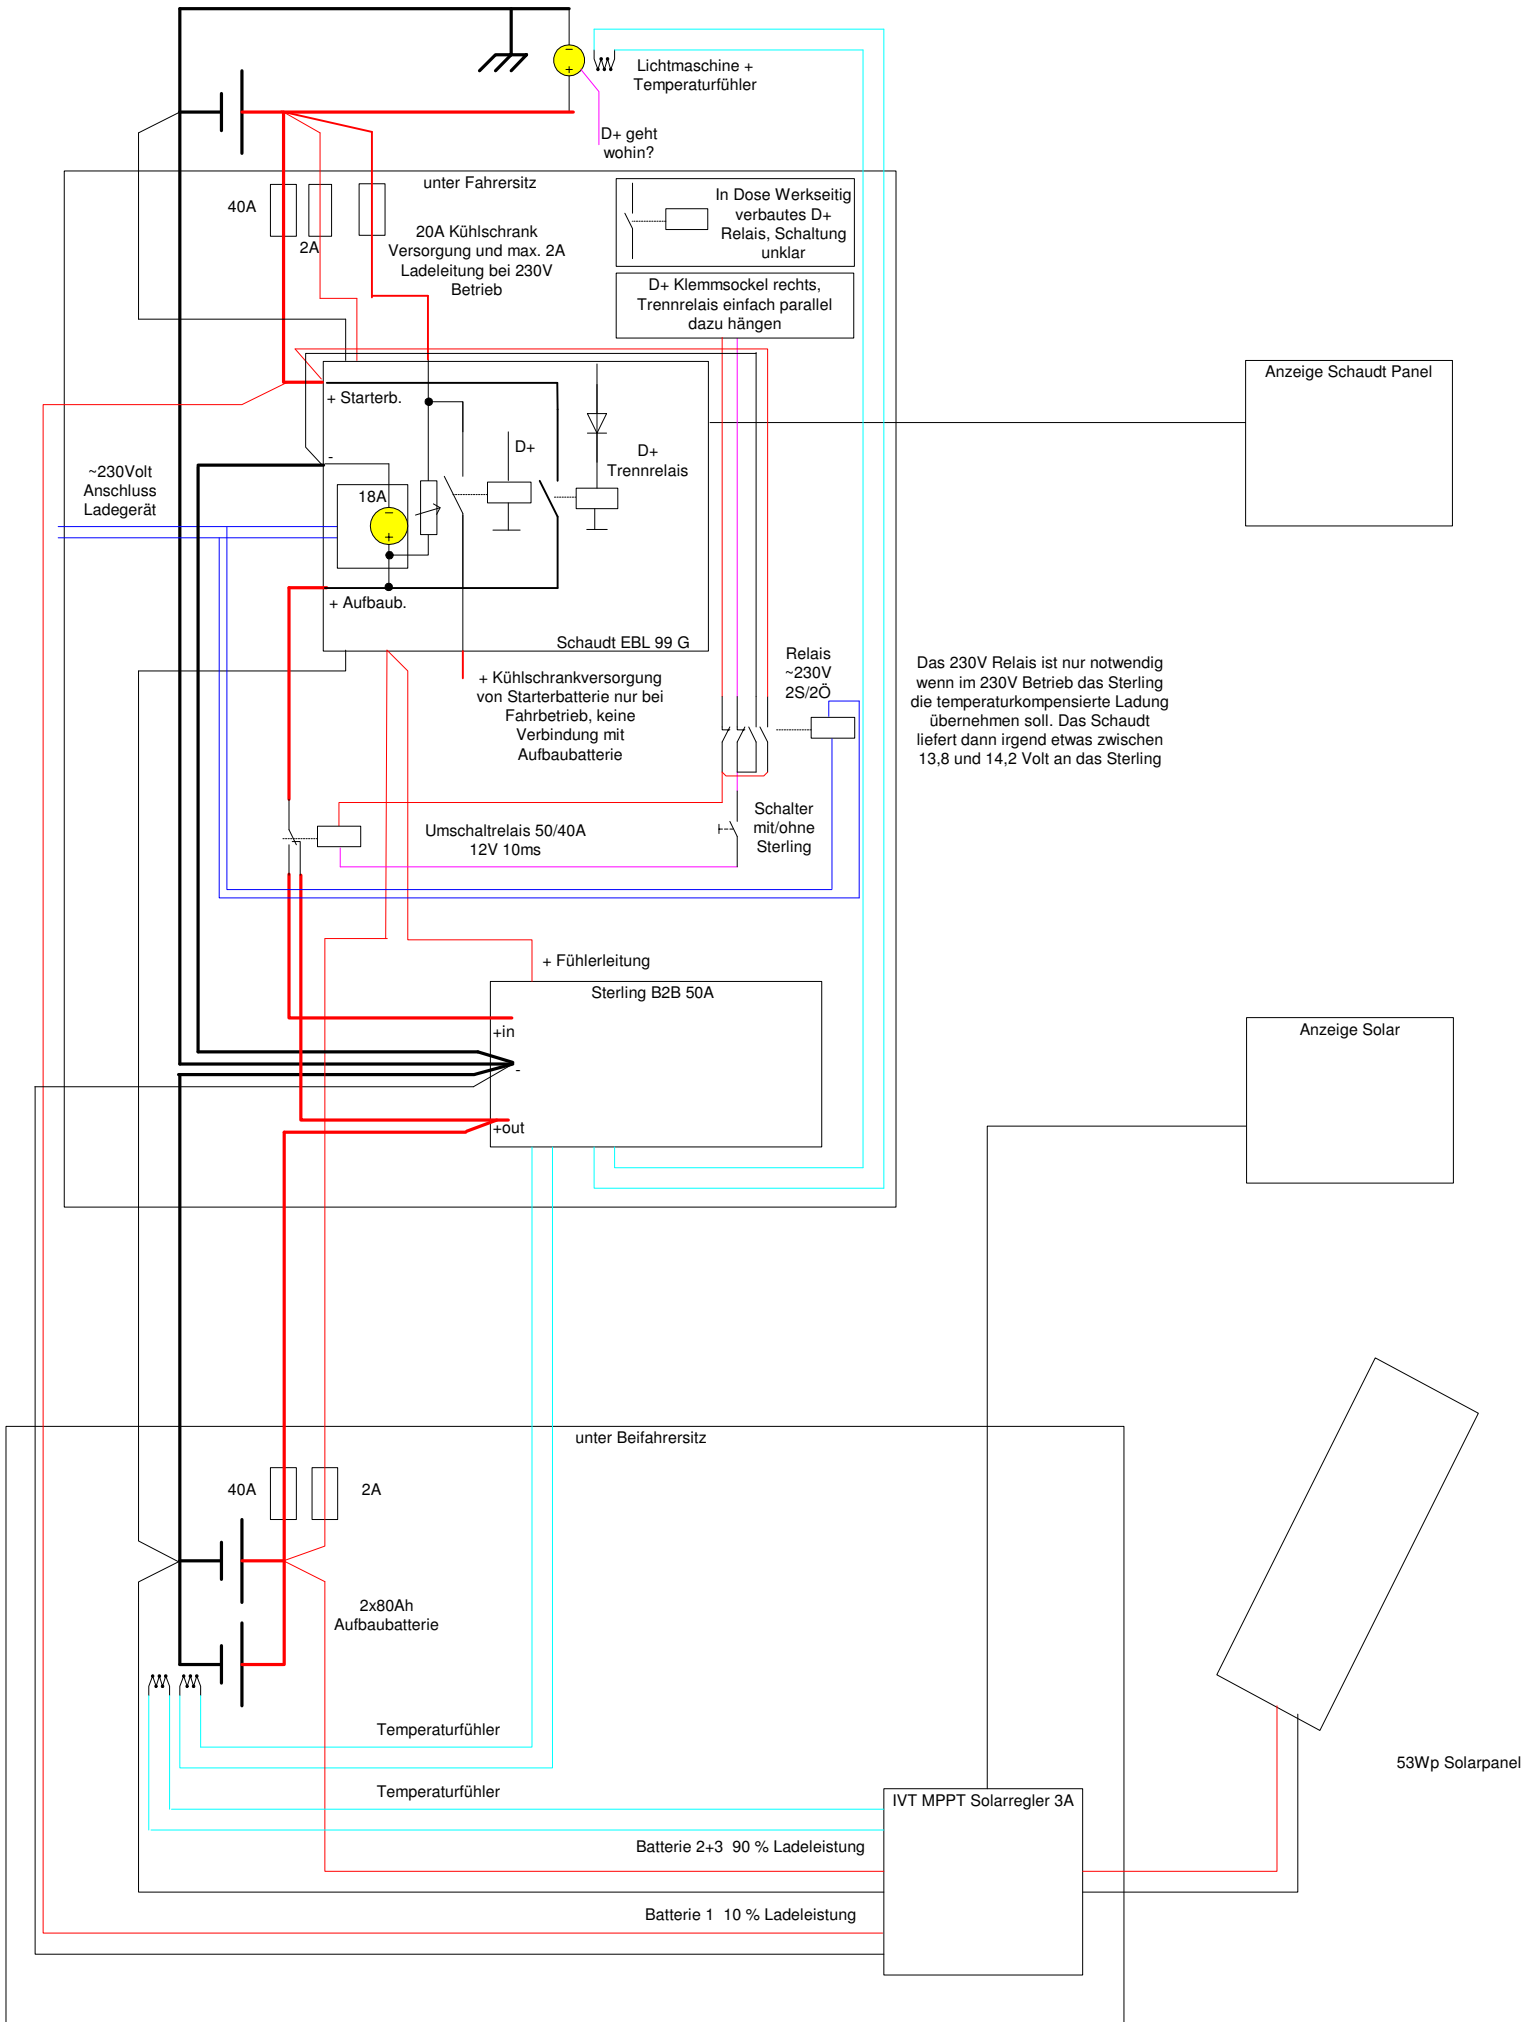 Lichtmaschine +
Temperaturfühler
D+ geht
wohin?
unter Fahrersitz
40A
2A
20A Kühlschrank
Versorgung und max. 2A
Ladeleitung bei 230V
Betrieb
In Dose Werkseitig
verbautes D+
Relais, Schaltung
unklar
D+ Klemmsockel rechts,
Trennrelais einfach parallel
dazu hängen
Anzeige Schaudt Panel
+ Starterb.
-
D+
D+
Trennrelais
~230Volt
Anschluss
Ladegerät
18A
−
+
+ Aufbaub.
Schaudt EBL 99 G
+ Kühlschrankversorgung
von Starterbatterie nur bei
Fahrbetrieb, keine
Verbindung mit
Aufbaubatterie
Relais
~230V
2S/2Ö
Das 230V Relais ist nur notwendig
wenn im 230V Betrieb das Sterling
die temperaturkompensierte Ladung
übernehmen soll. Das Schaudt
liefert dann irgend etwas zwischen
13,8 und 14,2 Volt an das Sterling
Umschaltrelais 50/40A
12V 10ms
Schalter
mit/ohne
Sterling
+ Fühlerleitung
Sterling B2B 50A
+in
-
+out
Anzeige Solar
unter Beifahrersitz
40A
2A
2x80Ah
Aufbaubatterie
Temperaturfühler
Temperaturfühler
53Wp Solarpanel
IVT MPPT Solarregler 3A
Batterie 2+3 90 % Ladeleistung
Batterie 1 10 % Ladeleistung